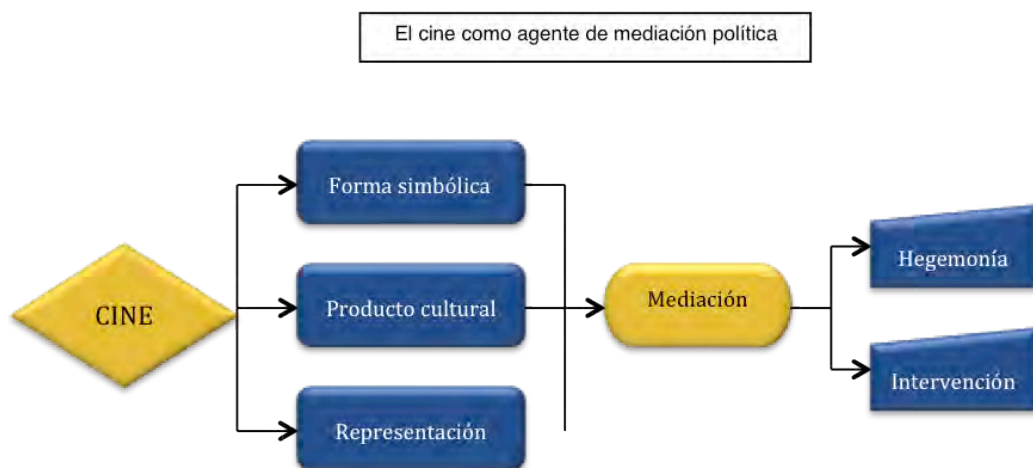 El cine como agente de mediación política
Forma simbólica
CINE
Producto cultural
Representación
Mediación
Hegemonía
Intervención